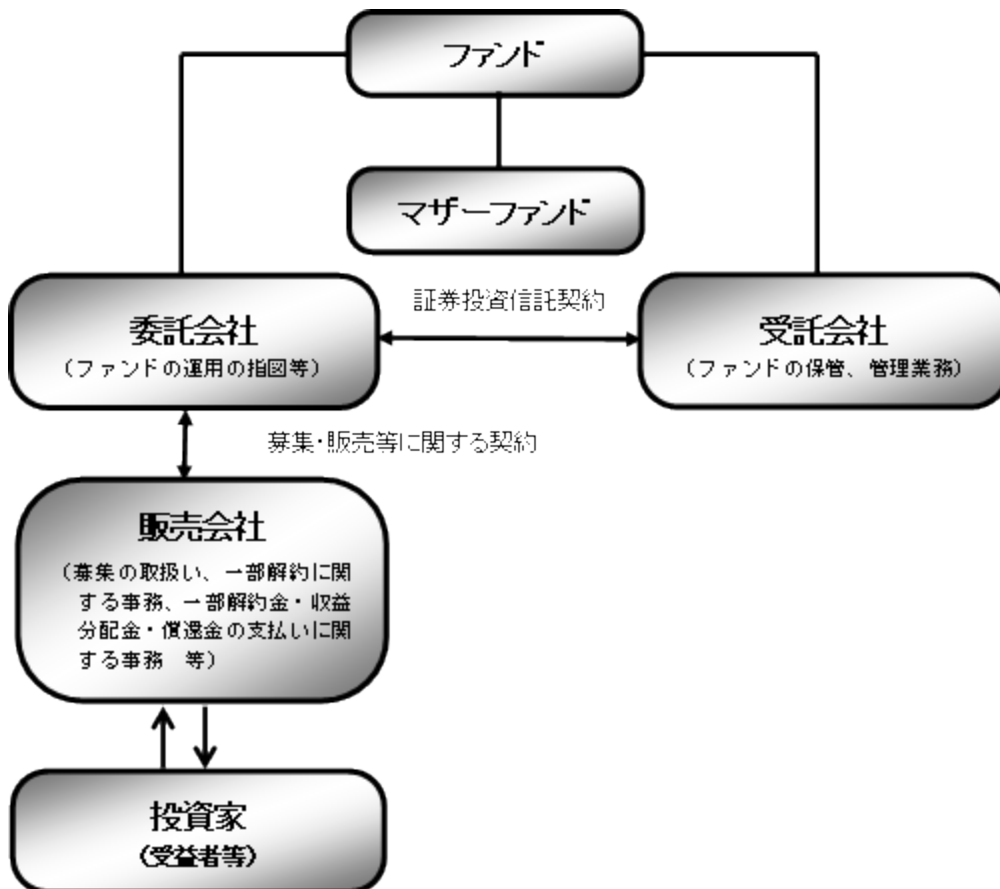 ファンド
マザーファンド
証券投資信託契約
委託会社
(ファンドの運用の指図等)
受託会社
(ファンドの保管、管理業務)
募集・販売等に関する契約
販売会社
(募集の取扱い、一部解約に関
する事務、一部解約金・収益
分配金・償還金の支払いに関
する事務　等)
投資家
(受益者等)